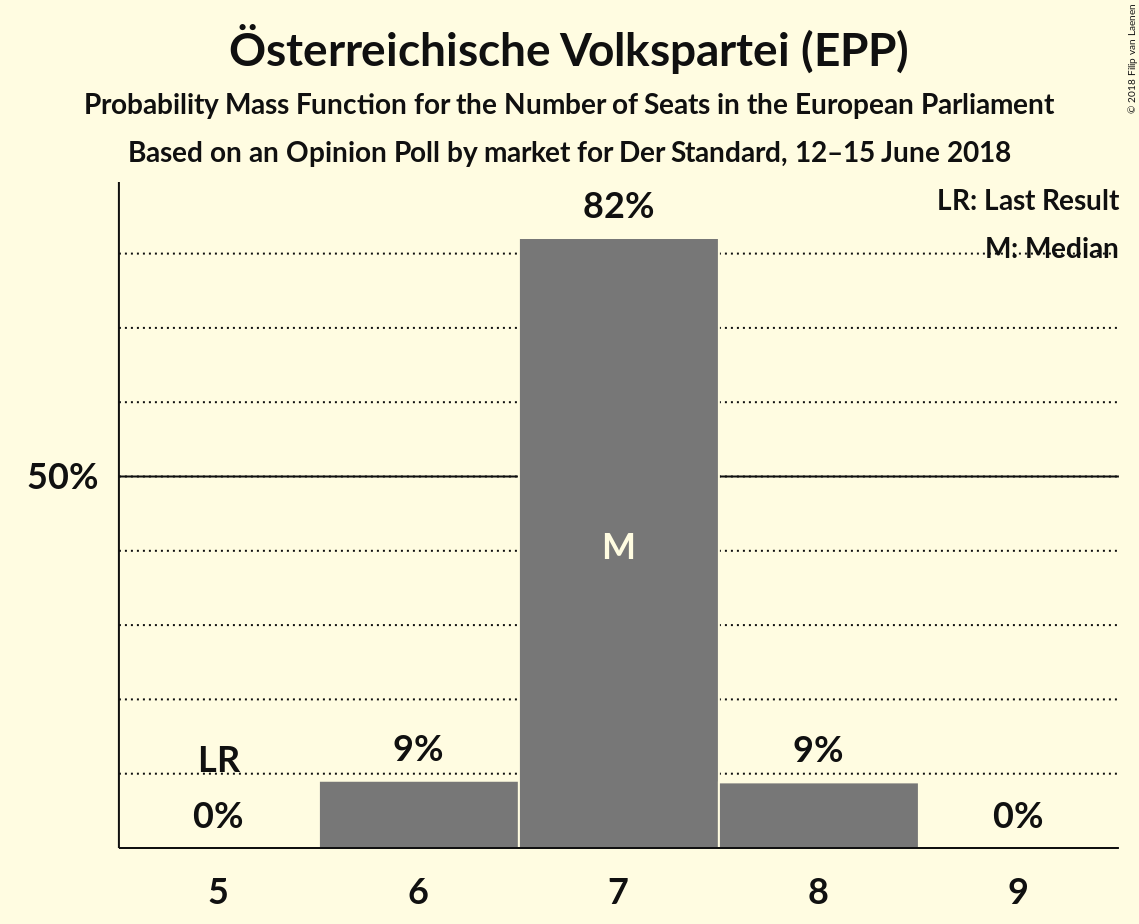 Österreichische Volkspartei (EPP)
Probability Mass Function for the Number of Seats in the European Parliament
Based on an Opinion Poll by market for Der Standard, 12–15 June 2018
© 2018 Filip van Laenen
LR: Last Result
M: Median
82%
50%
M
LR
9%
9%
0%
0%
5 6 7 8 9